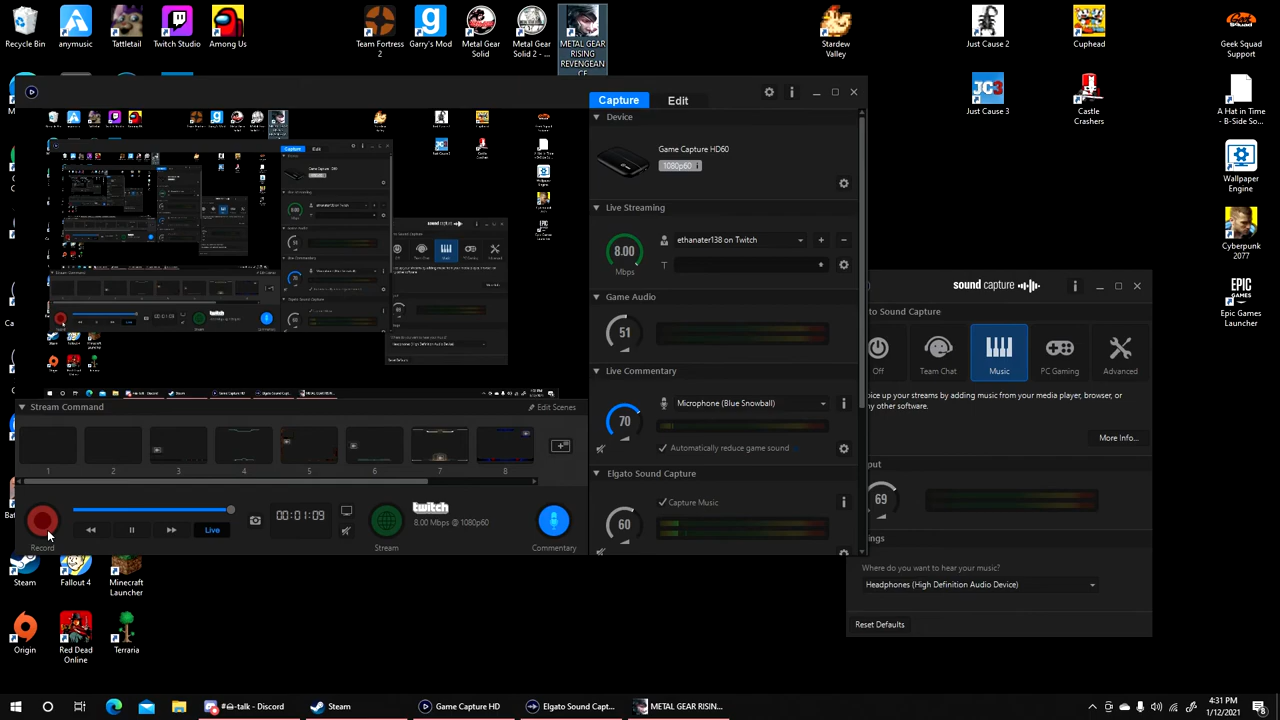 Recycle Bin
anymusic
Tattletail
Twitch Studio
Among Us
Team Fortress
2
Garry's Mod
Metal Gear
Solid
Metal Gear
Solid 2 - ...
METAL GEAR
RISING
REVENGEANCE
Stardew
Valley
Just Cause 2
Cuphead
Geek Squad
Support
Just Cause 3
Castle
Crashers
A Hat in Time
- B-Side So...
Wallpaper
Engine
Cyberpunk
2077
Epic Games
Launcher
Capture
Edit
Device
Game Capture HD60
1080p60
Live Streaming
8.00
Mbps
ethanater138 on Twitch
Game Audio
51
Live Commentary
70
Microphone (Blue Snowball)
Automatically reduce game sound
Elgato Sound Capture
Capture Music
60
Stream Command
Edit Scenes
1
2
3
4
5
6
7
8
Record
Live
00:01:09
Stream
twitch
8.00 Mbps @ 1080p60
Commentary
sound capture
to Sound Capture
Off
Team Chat
Music
PC Gaming
Advanced
pice up your streams by adding music from your media player, browser, or
ny other software.
More Info...
put
69
ngs
Where do you want to hear your music?
Headphones (High Definition Audio Device)
Reset Defaults
Steam
Fallout 4
Minecraft
Launcher
Origin
Red Dead
Online
Terraria
-talk - Discord
Steam
Game Capture HD
Elgato Sound Capt...
METAL GEAR RISIN...
4:31 PM
1/12/2021